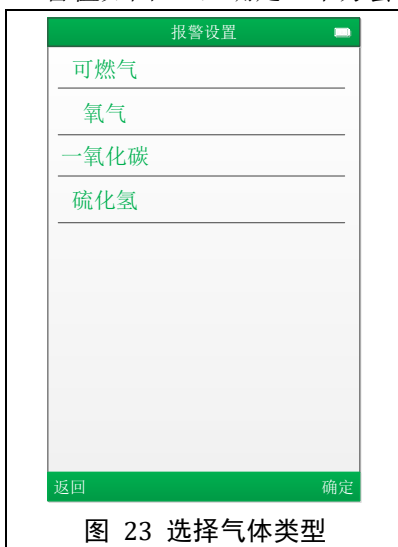 报警设置
可燃气
氧气
一氧化碳
硫化氢
返回 确定
图 23 选择气体类型